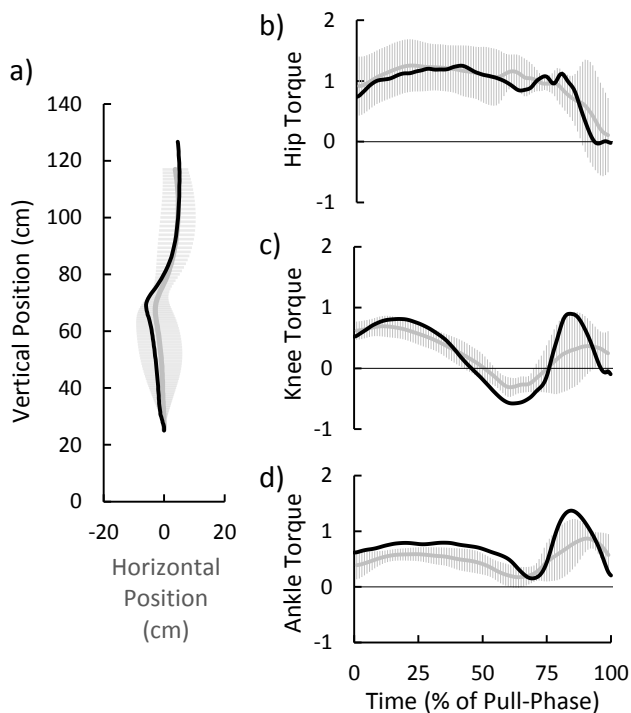 a)
Vertical Position (cm)
140
120
100
80
60
40
20
0
-20 0 20
Horizontal
Position
(cm)
b)
Hip Torque
2
1
0
-1
c)
Knee Torque
2
1
0
-1
d)
Ankle Torque
2
1
0
-1
0 25 50 75 100
Time (% of Pull-Phase)